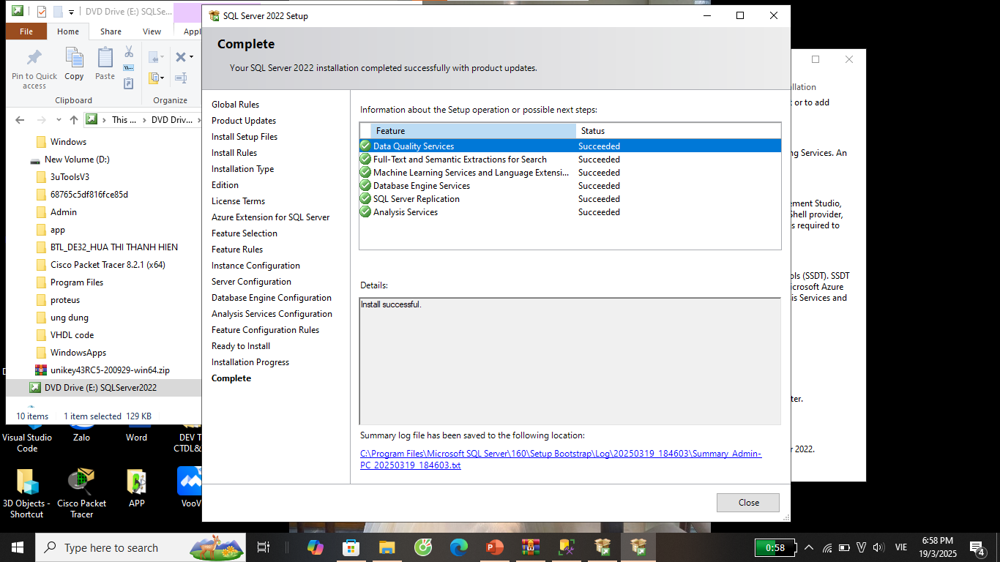 DVD Drive (E:) SQLSe...
File
Home
Share
View
Appl
Pin to Quick
access
Copy
Paste
Clipboard
Organize
This ...
DVD Driv...
Windows
New Volume (D:)
3uToolsV3
68765c5df816fce85d
Admin
app
BTL_DE32_HUA THI THANH HIEN
Cisco Packet Tracer 8.2.1 (x64)
Program Files
proteus
ung dung
VHDL code
WindowsApps
unikey43RC5-200929-win64.zip
DVD Drive (E:) SQLServer2022
10 items
1 item selected 129 KB
SQL Server 2022 Setup
Complete
Your SQL Server 2022 installation completed successfully with product updates.
Global Rules
Product Updates
Install Setup Files
Install Rules
Installation Type
Edition
License Terms
Azure Extension for SQL Server
Feature Selection
Feature Rules
Instance Configuration
Server Configuration
Database Engine Configuration
Analysis Services Configuration
Feature Configuration Rules
Ready to Install
Installation Progress
Complete
Information about the Setup operation or possible next steps:
Feature Status
Data Quality Services Succeeded
Full-Text and Semantic Extractions for Search Succeeded
Machine Learning Services and Language Extensi... Succeeded
Database Engine Services Succeeded
SQL Server Replication Succeeded
Analysis Services Succeeded
Details:
Install successful.
Summary log file has been saved to the following location:
C:\Program Files\Microsoft SQL Server\160\Setup Bootstrap\Log\20250319_184603\Summary_Admin-
PC_20250319_184603.txt
Close
allation
t or to add
ng Services. An
ement Studio,
Shell provider,
s required to
ols (SSDT). SSDT
icrosoft Azure
is Services and
ter.
r 2022.
Visual Studio
Code
Zalo
Word
DEV T
CTDL&
3D Objects -
Shortcut
Cisco Packet
Tracer
APP
VooV
Type here to search
0:58
VIE
6:58 PM
19/3/2025
4